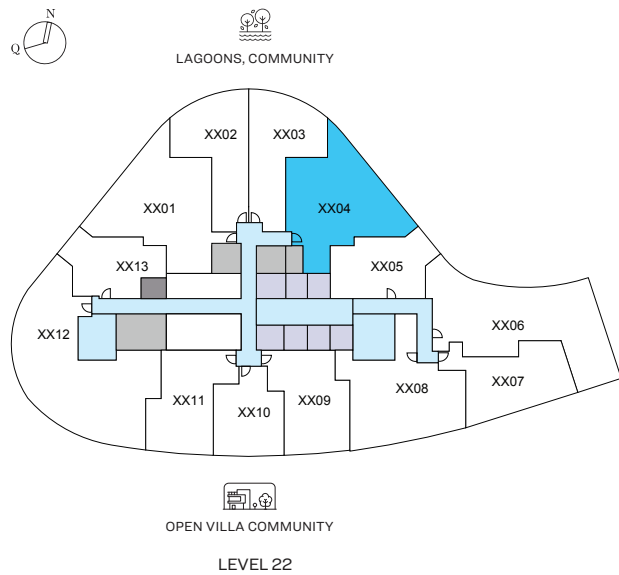 N
Q
LAGOONS, COMMUNITY
XX02
XX03
XX01
XX04
XX13
XX05
XX12
XX06
XX11
XX10
XX09
XX08
XX07
OPEN VILLA COMMUNITY
LEVEL 22